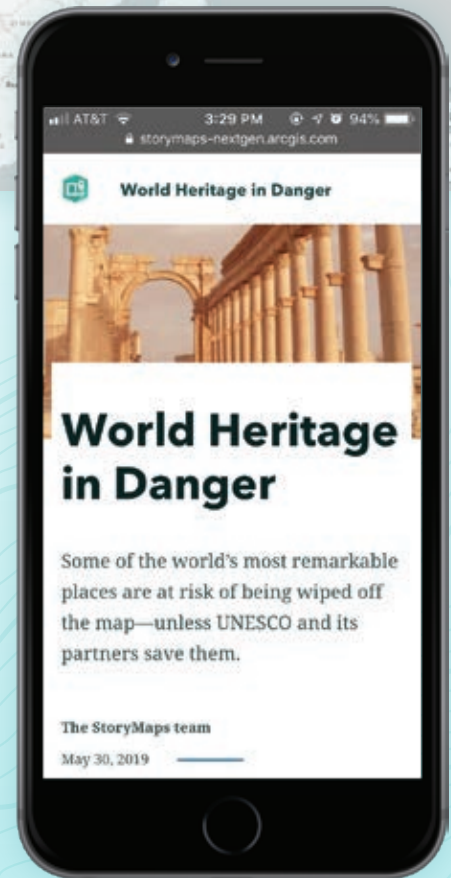 AT&T 3:29 PM 94%
storymaps-nextgen.arcgis.com
World Heritage in Danger
World Heritage
in Danger
Some of the world's most remarkable
places are at risk of being wiped off
the map—unless UNESCO and its
partners save them.
The StoryMaps team
May 30, 2019